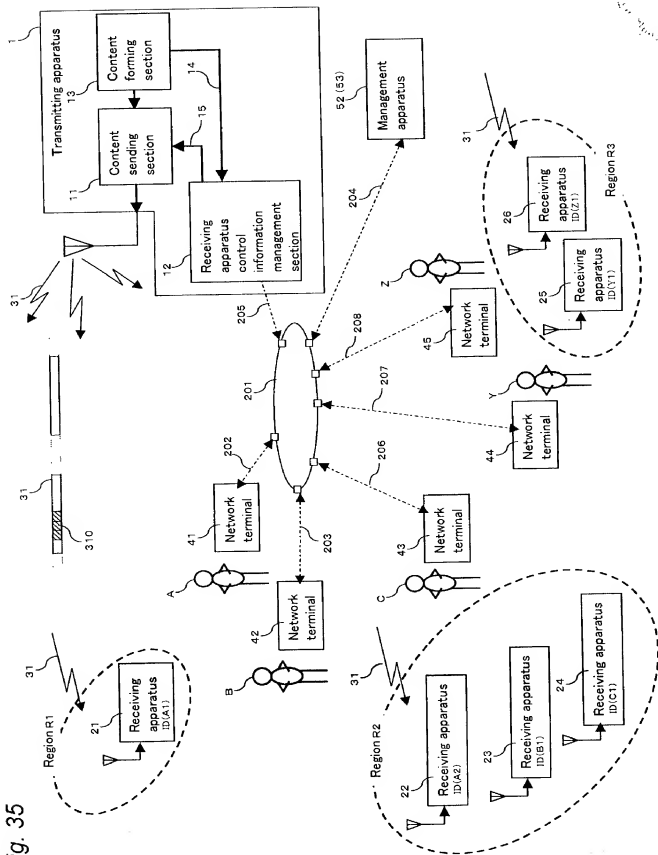 Fig. 35
1
Transmitting apparatus
Content
forming
section
13
14
15
Content
sending
section
11
Receiving
apparatus
control
information
management
section
12
31
31
310
205
201
202
203
204
206
207
208
52 (53)
Management
apparatus
Network
terminal
41
A
Network
terminal
42
B
Network
terminal
43
C
Network
terminal
44
Y
Network
terminal
45
Z
31
Region R1
21
Receiving
apparatus
ID(A1)
31
Region R2
22
Receiving apparatus
ID(A2)
23
Receiving apparatus
ID(B1)
24
Receiving apparatus
ID(C1)
31
Region R3
26
Receiving
apparatus
ID(Z1)
25
Receiving
apparatus
ID(Y1)